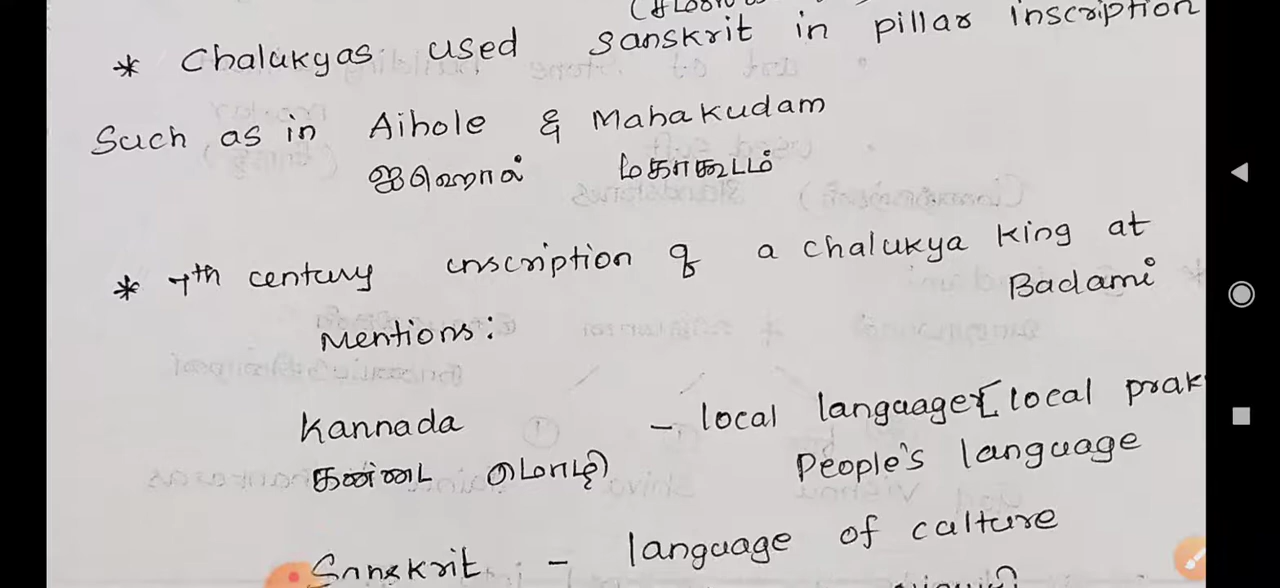 * Chalukyas used Sanskrit in pillar inscription
Such as in Aihole & Mahakudam
ஐஹொல் மகாகூடம்
* 7th century inscription of a chalukya king at
Badami
Mentions:
Kannada - local language [local prak
கன்னட மொழி People's language
Sanskrit - language of culture